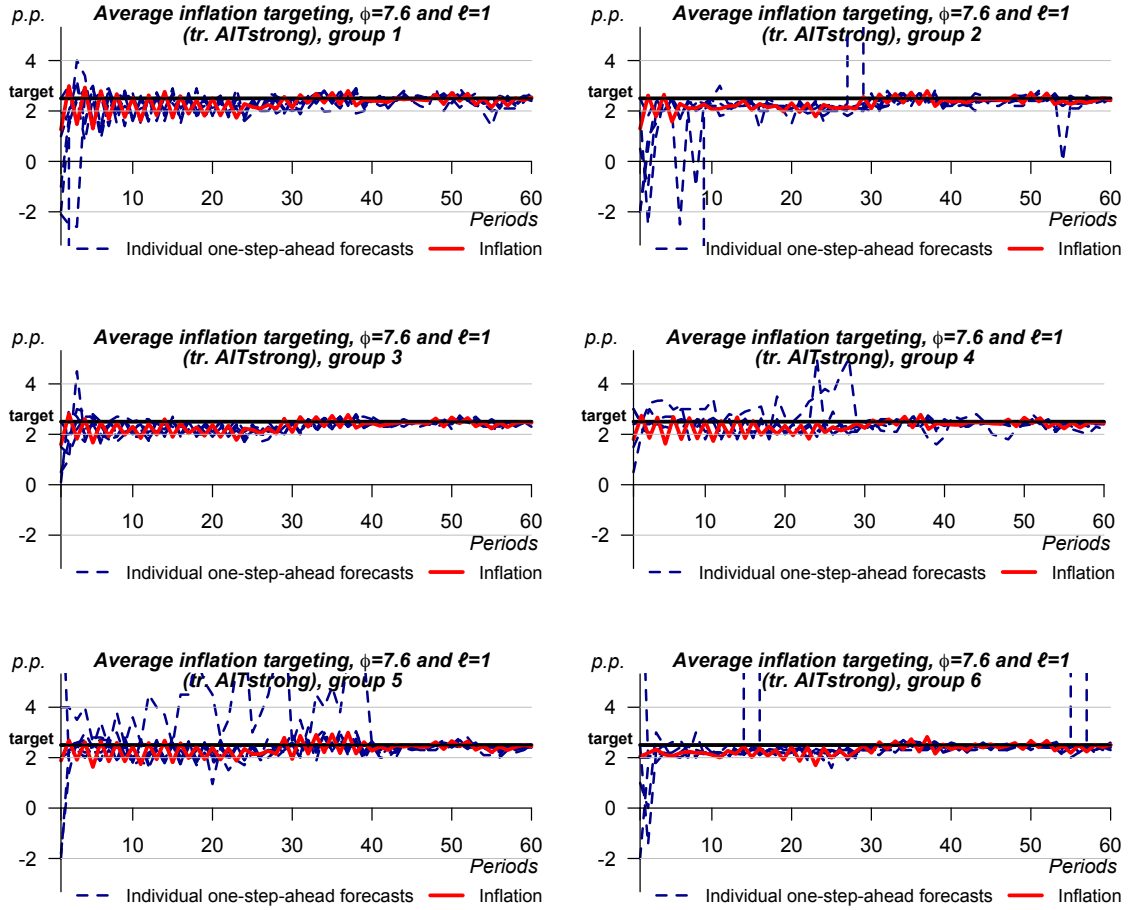 p.p.
Average inflation targeting, ϕ=7.6 and ℓ=1
(tr. AITstrong), group 1
4
target
2
0
-2
10 20 30 40 50 60
Periods
Individual one-step-ahead forecasts Inflation
p.p.
Average inflation targeting, ϕ=7.6 and ℓ=1
(tr. AITstrong), group 2
4
target
2
0
-2
10 20 30 40 50 60
Periods
Individual one-step-ahead forecasts Inflation
p.p.
Average inflation targeting, ϕ=7.6 and ℓ=1
(tr. AITstrong), group 3
4
target
2
0
-2
10 20 30 40 50 60
Periods
Individual one-step-ahead forecasts Inflation
p.p.
Average inflation targeting, ϕ=7.6 and ℓ=1
(tr. AITstrong), group 4
4
target
2
0
-2
10 20 30 40 50 60
Periods
Individual one-step-ahead forecasts Inflation
p.p.
Average inflation targeting, ϕ=7.6 and ℓ=1
(tr. AITstrong), group 5
4
target
2
0
-2
10 20 30 40 50 60
Periods
Individual one-step-ahead forecasts Inflation
p.p.
Average inflation targeting, ϕ=7.6 and ℓ=1
(tr. AITstrong), group 6
4
target
2
0
-2
10 20 30 40 50 60
Periods
Individual one-step-ahead forecasts Inflation